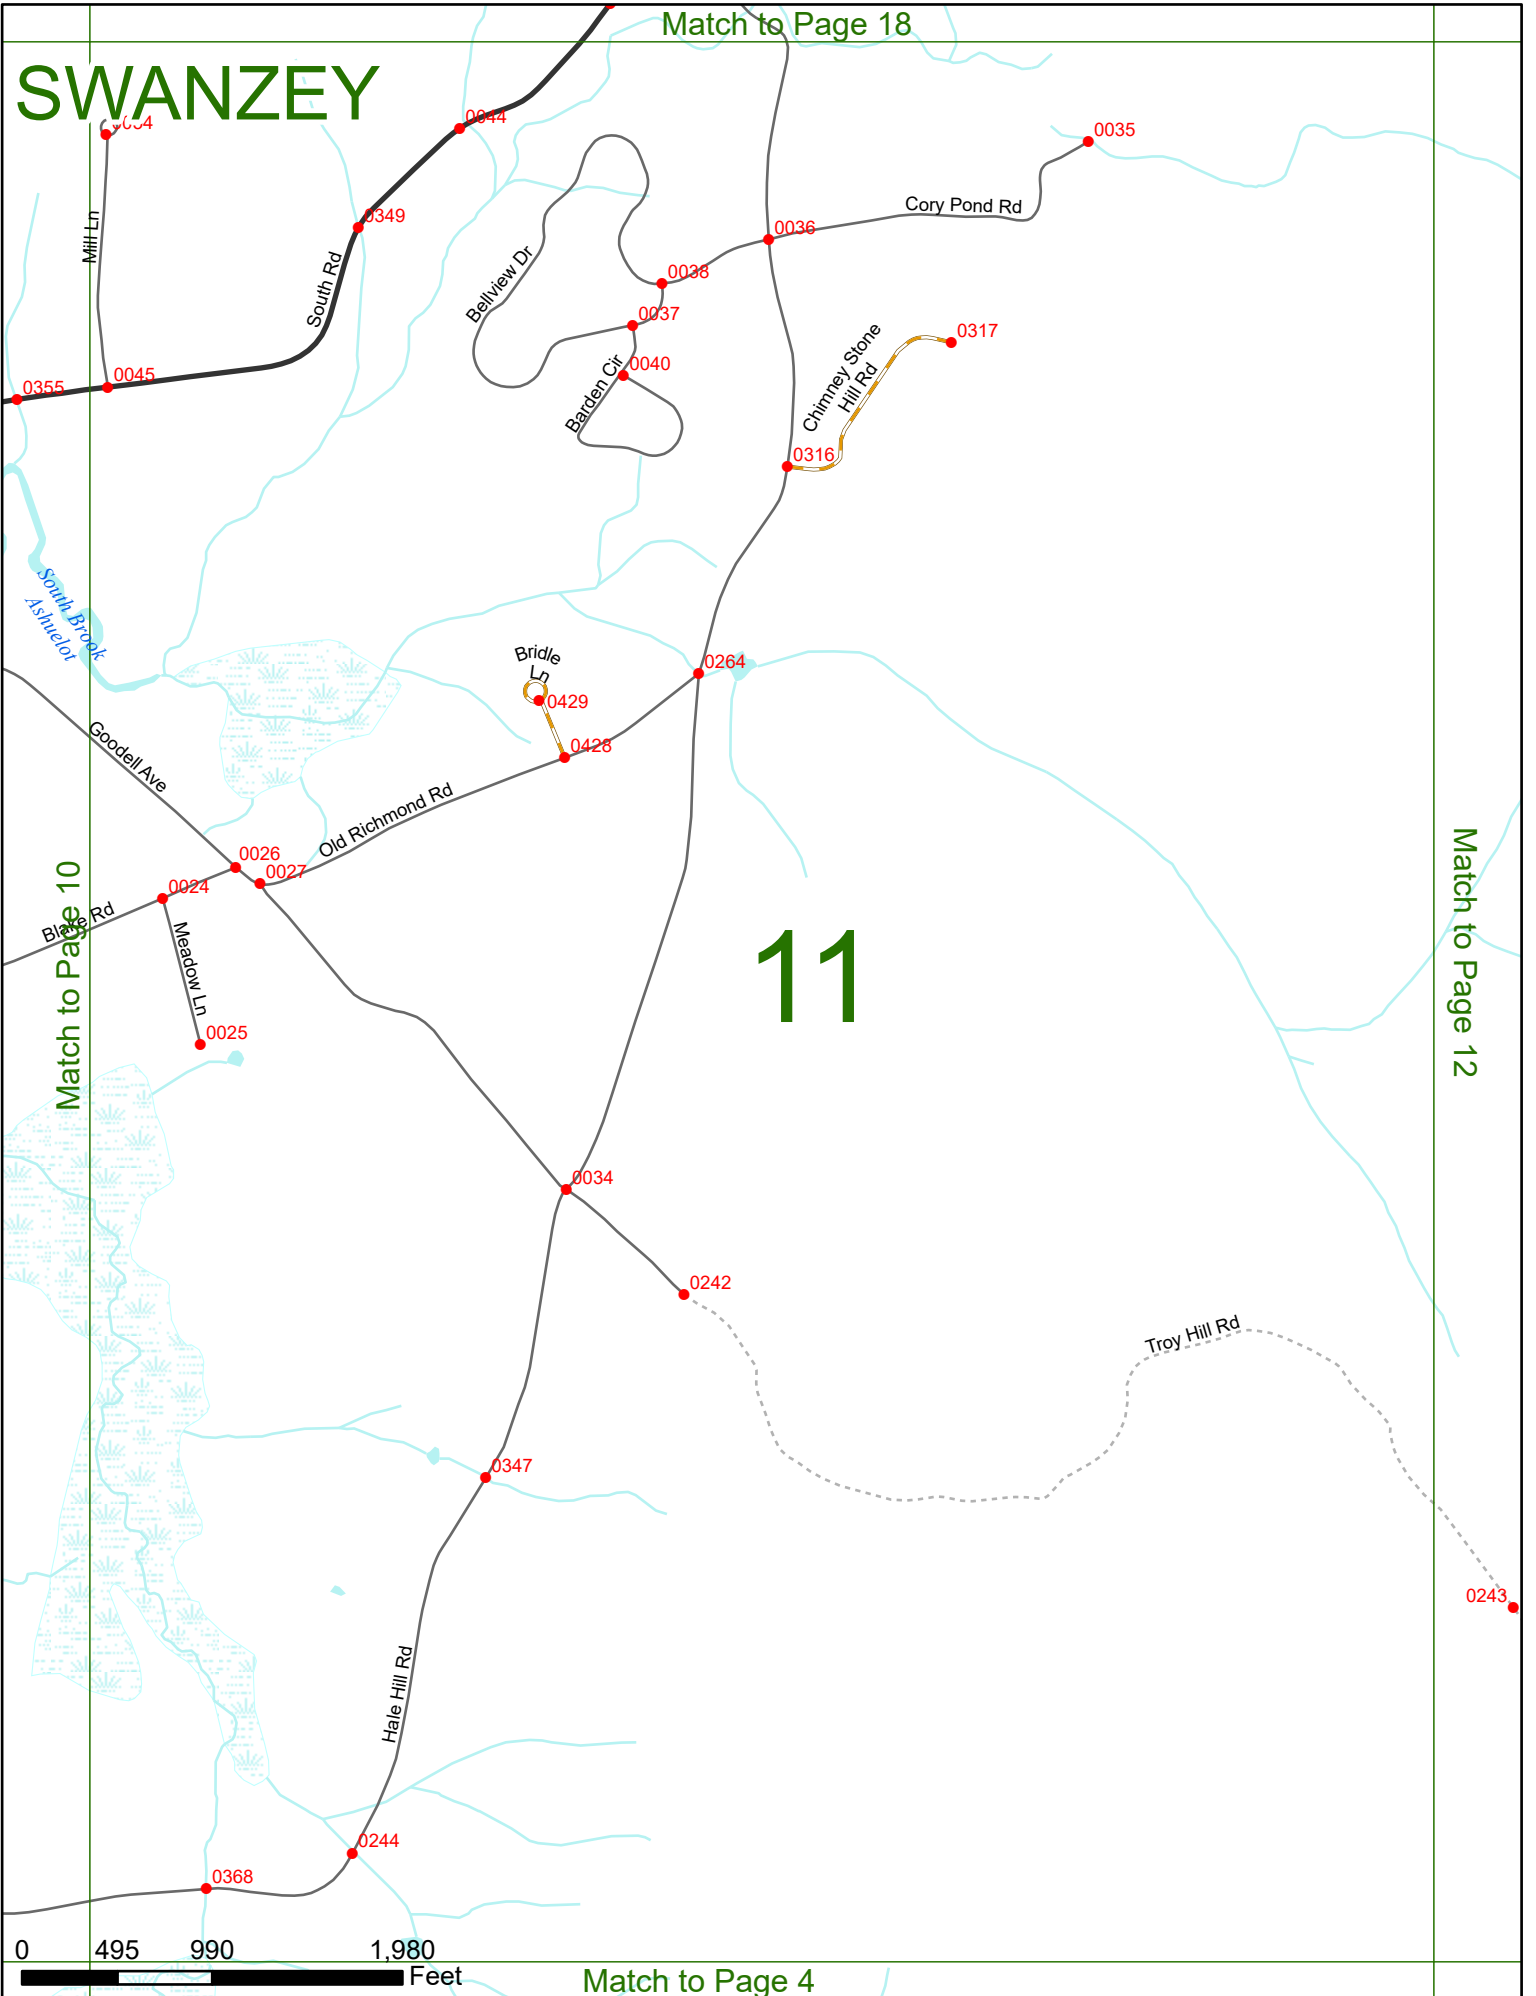 Match to Page 18
SWANZEY
0044
0035
0349
Mill Ln
Cory Pond Rd
0036
South Rd
Bellview Dr
0038
0037
0317
Chimney Stone
Hill Rd
0040
Barden Cir
0045
0355
0316
South Brook
Ashuelot
Bridle
Ln
0264
0429
0428
Goodell Ave
Old Richmond Rd
0026
0027
0024
Blake Rd
Meadow Ln
Match to Page 10
Match to Page 12
11
0025
0034
0242
Troy Hill Rd
0347
0243
Hale Hill Rd
0244
0368
0 495 990 1,980
Feet
Match to Page 4